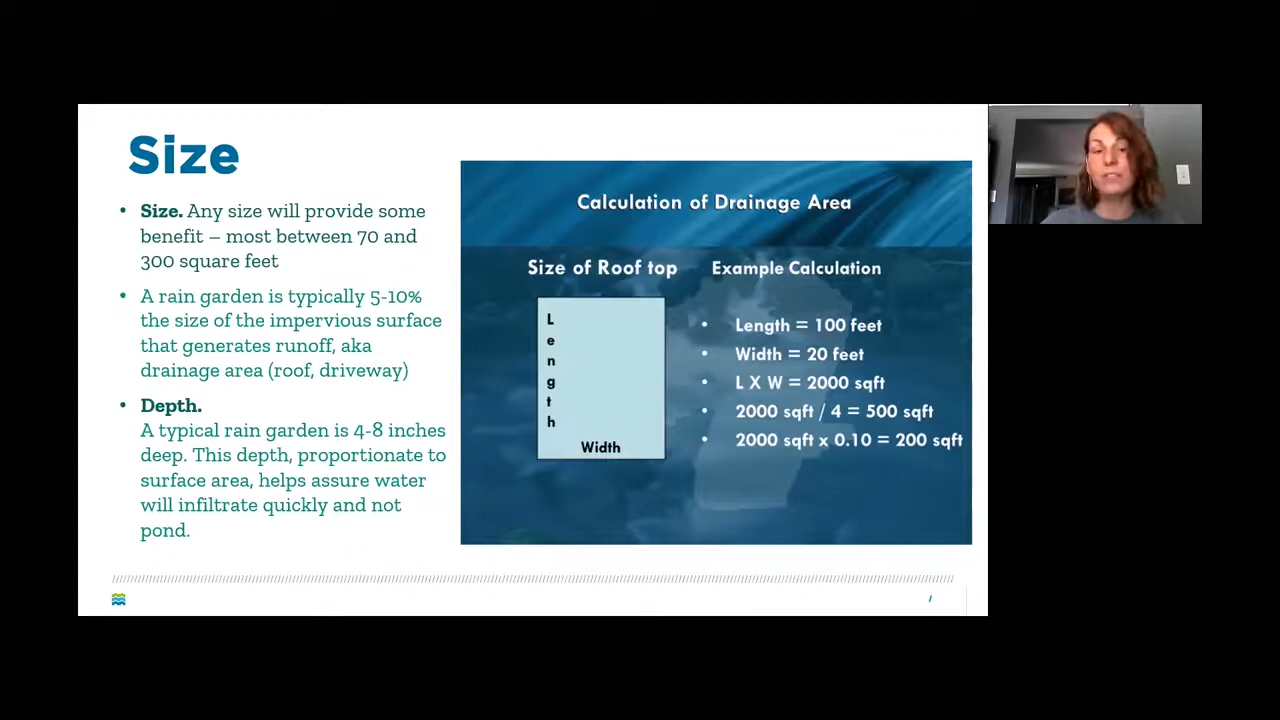 Size
• Size. Any size will provide some
benefit – most between 70 and
300 square feet
• A rain garden is typically 5-10%
the size of the impervious surface
that generates runoff, aka
drainage area (roof, driveway)
• Depth.
A typical rain garden is 4-8 inches
deep. This depth, proportionate to
surface area, helps assure water
will infiltrate quickly and not
pond.
Calculation of Drainage Area
Size of Roof top
Length
Width
Example Calculation
• Length = 100 feet
• Width = 20 feet
• L X W = 2000 sqft
• 2000 sqft / 4 = 500 sqft
• 2000 sqft x 0.10 = 200 sqft
/